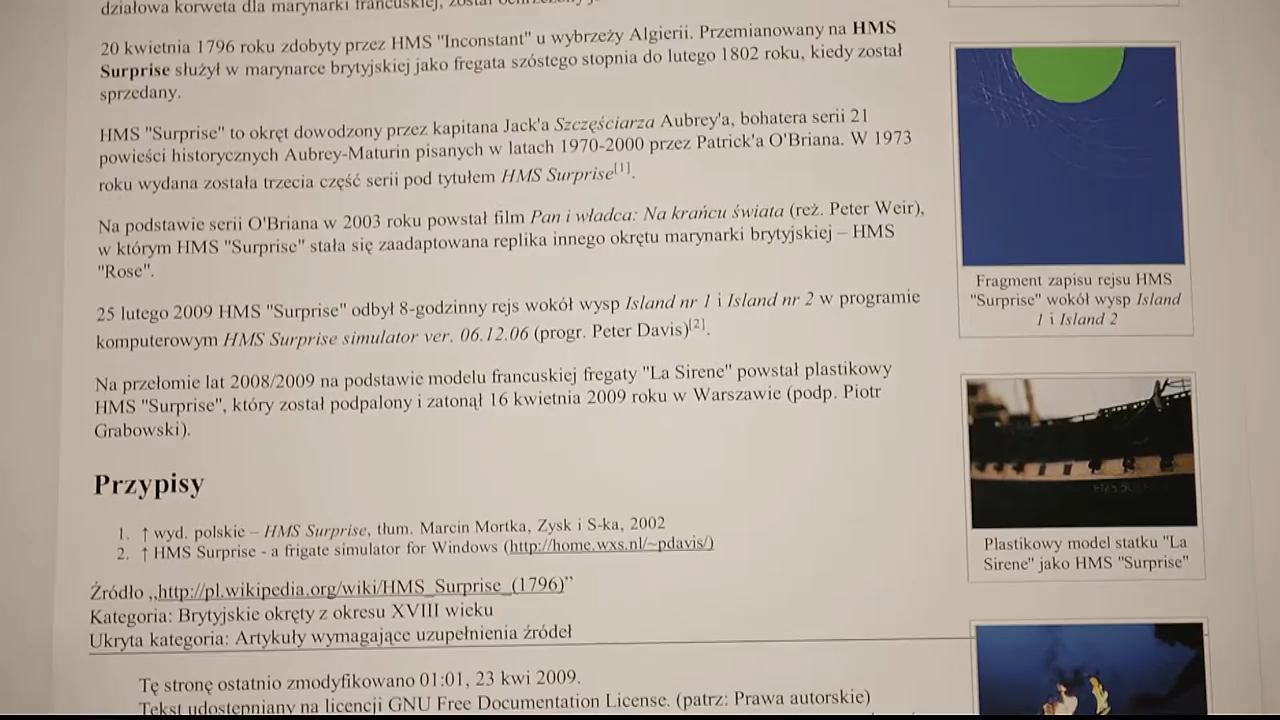 działowa korweta dla marynarki francuskiej, został
20 kwietnia 1796 roku zdobyty przez HMS "Inconstant" u wybrzeży Algierii. Przemianowany na HMS
Surprise służył w marynarce brytyjskiej jako fregata szóstego stopnia do lutego 1802 roku, kiedy został
sprzedany.
HMS "Surprise" to okręt dowodzony przez kapitana Jack'a Szczęściarza Aubrey'a, bohatera serii 21
powieści historycznych Aubrey-Maturin pisanych w latach 1970-2000 przez Patrick'a O'Briana. W 1973
roku wydana została trzecia część serii pod tytułem HMS Surprise[1].
Na podstawie serii O'Briana w 2003 roku powstał film Pan i władca: Na krańcu świata (reż. Peter Weir),
w którym HMS "Surprise" stała się zaadaptowana replika innego okrętu marynarki brytyjskiej – HMS
"Rose".
25 lutego 2009 HMS "Surprise" odbył 8-godzinny rejs wokół wysp Island nr 1 i Island nr 2 w programie
komputerowym HMS Surprise simulator ver. 06.12.06 (progr. Peter Davis)[2].
Na przełomie lat 2008/2009 na podstawie modelu francuskiej fregaty "La Sirene" powstał plastikowy
HMS "Surprise", który został podpalony i zatonął 16 kwietnia 2009 roku w Warszawie (podp. Piotr
Grabowski).
Przypisy
1. ↑ wyd. polskie – HMS Surprise, tłum. Marcin Mortka, Zysk i S-ka, 2002
2. ↑ HMS Surprise - a frigate simulator for Windows (http://home.wxs.nl/~pdavis/)
Źródło „http://pl.wikipedia.org/wiki/HMS_Surprise_(1796)”
Kategoria: Brytyjskie okręty z okresu XVIII wieku
Ukryta kategoria: Artykuły wymagające uzupełnienia źródeł
Tę stronę ostatnio zmodyfikowano 01:01, 23 kwi 2009.
Tekst udostępniany na licencji GNU Free Documentation License. (patrz: Prawa autorskie)
Fragment zapisu rejsu HMS
"Surprise" wokół wysp Island
1 i Island 2
Plastikowy model statku "La
Sirene" jako HMS "Surprise"